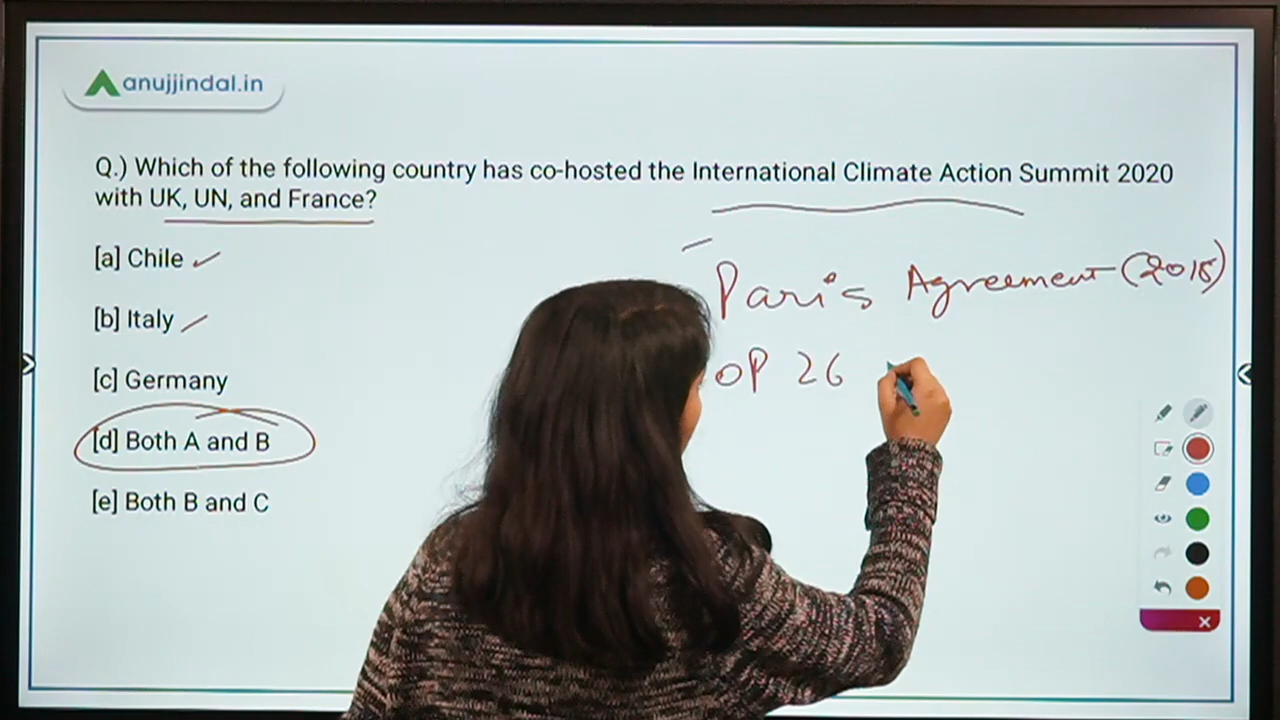 anujjindal.in
Q.) Which of the following country has co-hosted the International Climate Action Summit 2020
with UK, UN, and France?
[a] Chile
[b] Italy
[c] Germany
[d] Both A and B
[e] Both B and C
Paris Agreement (2015)
OP 26